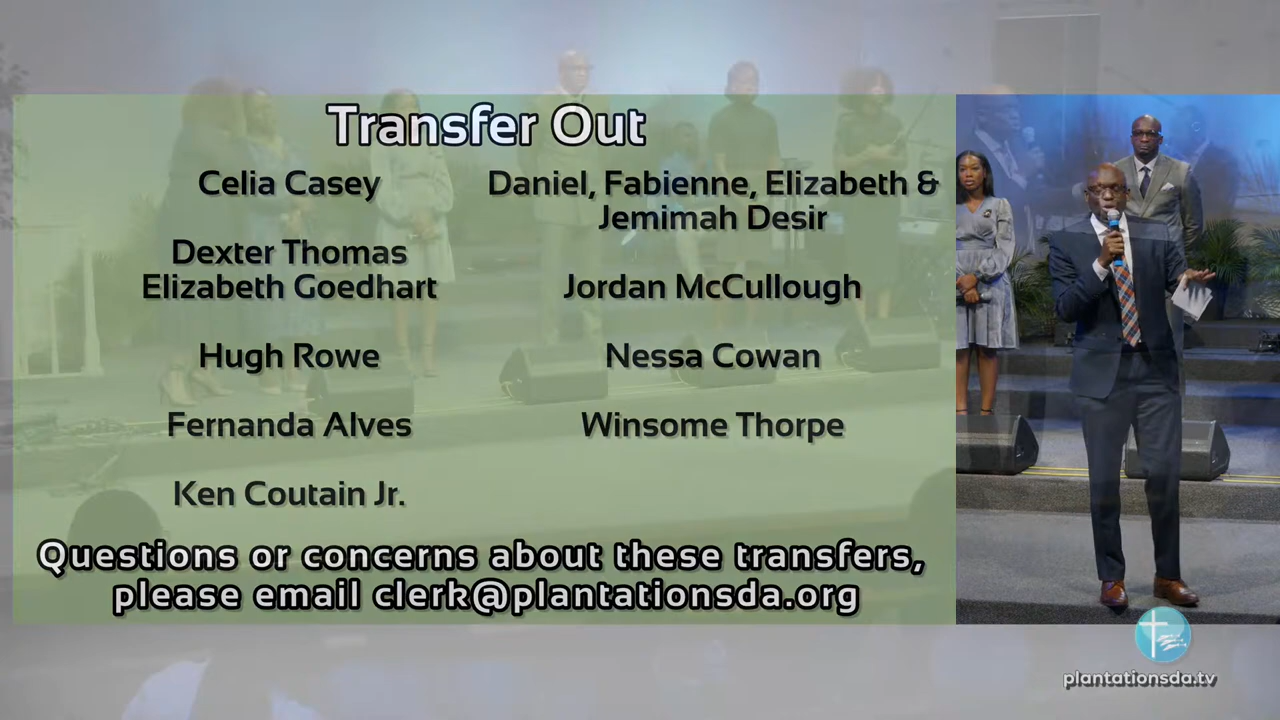 Transfer Out
Celia Casey
Dexter Thomas
Elizabeth Goedhart
Hugh Rowe
Fernanda Alves
Ken Coutain Jr.
Daniel, Fabienne, Elizabeth &
Jemimah Desir
Jordan McCullough
Nessa Cowan
Winsome Thorpe
Questions or concerns about these transfers,
please email clerk@plantationsda.org
plantationsda.tv